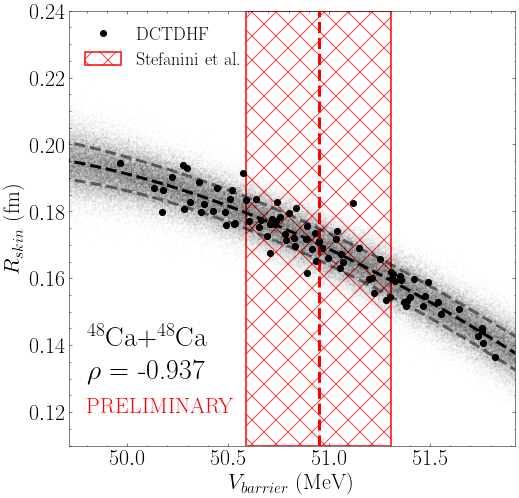 DCTDHF
Stefanini et al.
0.24
0.22
0.20
0.18
0.16
0.14
0.12
R_skin (fm)
⁴⁸Ca+⁴⁸Ca
ρ = -0.937
PRELIMINARY
50.0 50.5 51.0 51.5
V_barrier (MeV)